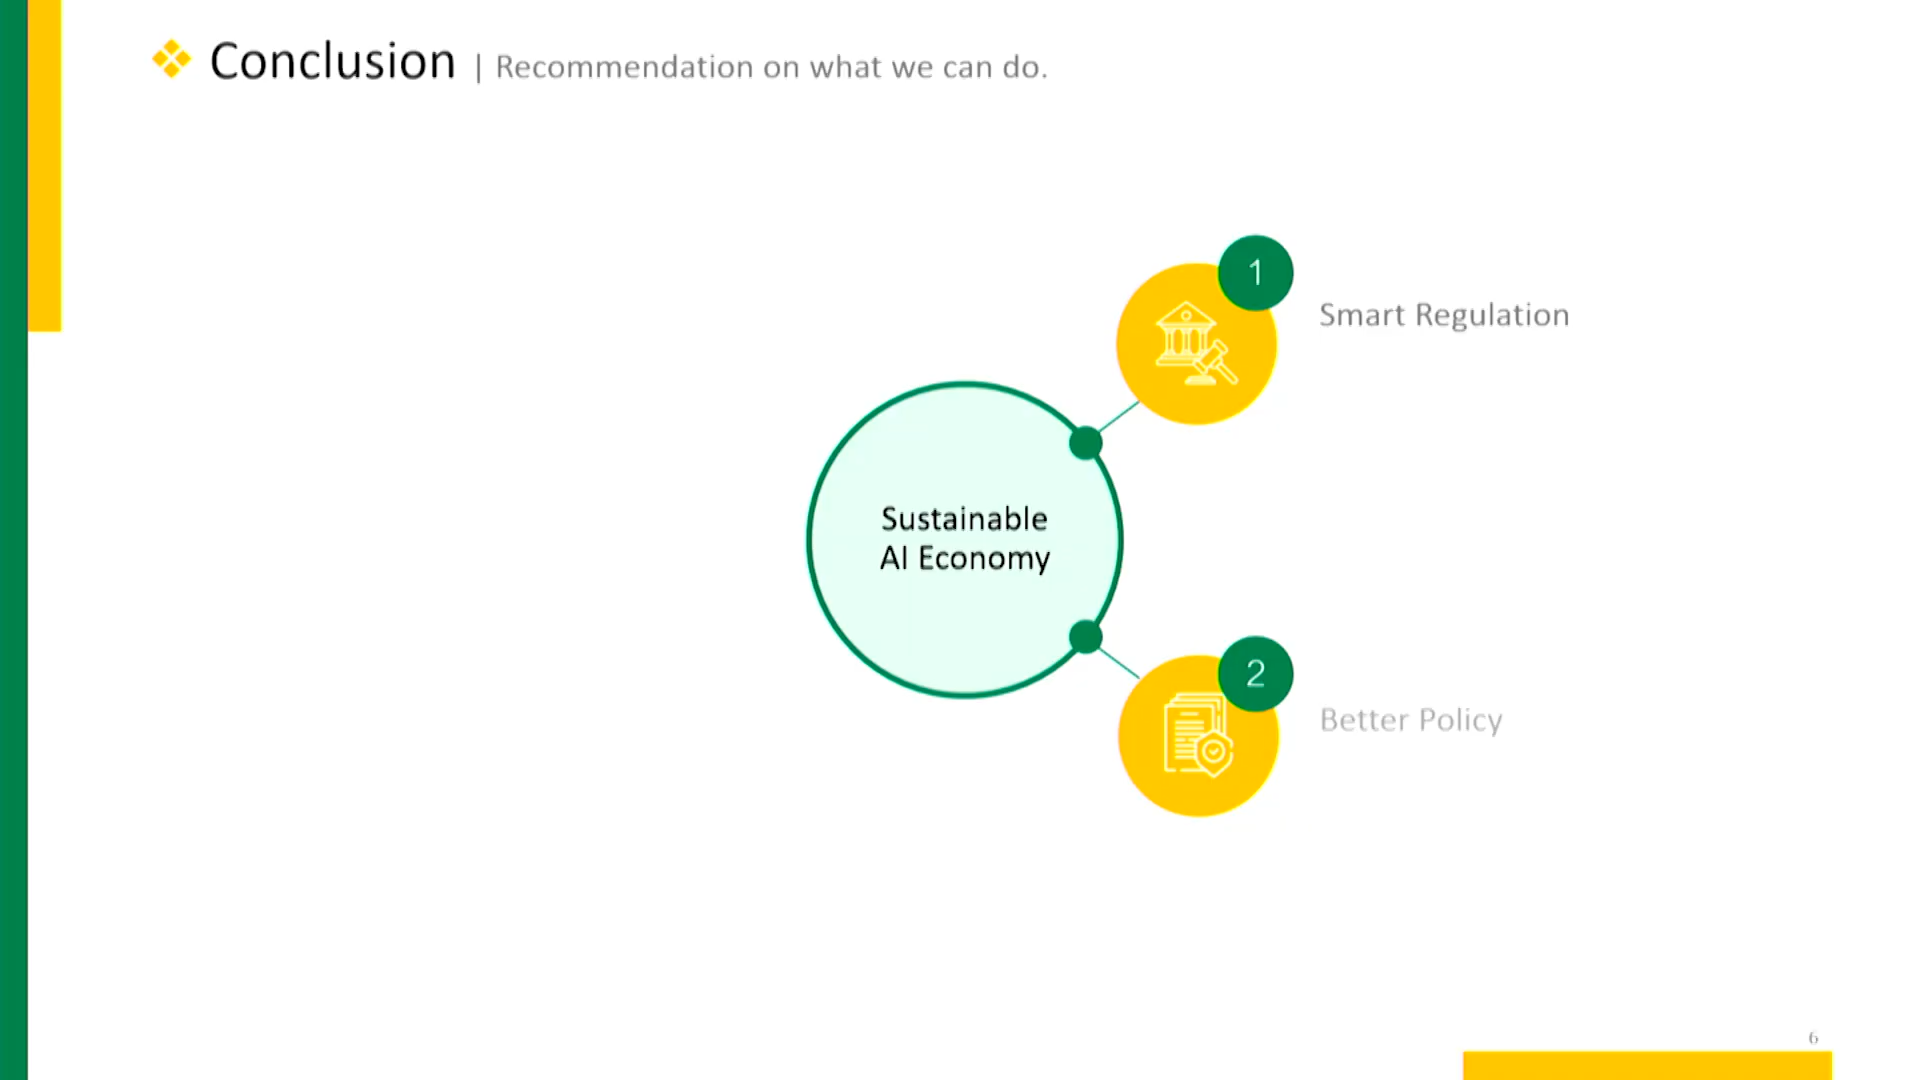 Conclusion | Recommendation on what we can do.
1
Smart Regulation
Sustainable
AI Economy
2
Better Policy
6